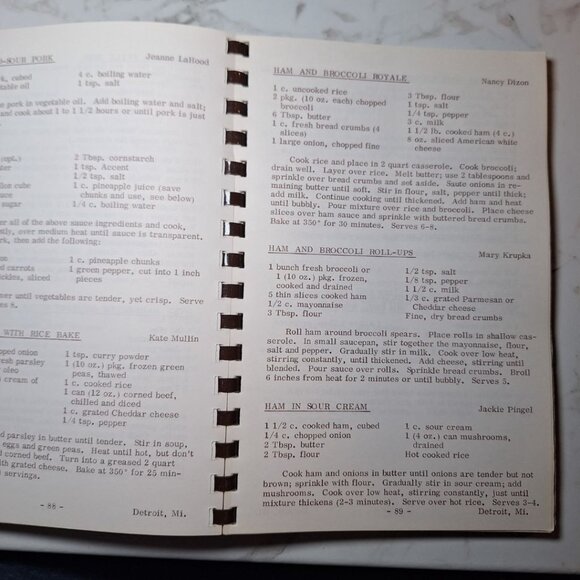 -SOUR PORK Jeanne LaRood
cubed 4 c. boiling water
table oil 1 tsp. salt
pork in vegetable oil. Add boiling water and salt;
and cook about 1 to 1 1/2 hours or until pork is just
(opt.) 2 Tbsp. cornstarch
1 tsp. Accent
1/2 tsp. salt
cube 1 c. pineapple juice (save
chunks and use, see below)
sugar 1/4 c. boiling water
all of the above sauce ingredients and cook,
over medium heat until sauce is transparent.
then add the following:
1 c. pineapple chunks
carrots 1 green pepper, cut into 1 inch
sliced pieces
until vegetables are tender, yet crisp. Serve
8.
WITH RICE BAKE Kate Mullin
chopped onion 1 tsp. curry powder
fresh parsley 1 (10 oz.) pkg. frozen green
oleo peas, thawed
cream of 1 c. cooked rice
1 can (12 oz.) corned beef,
chilled and diced
1 c. grated Cheddar cheese
1/4 tsp. pepper
and parsley in butter until tender. Stir in soup,
eggs and green peas. Heat until hot, but don't
corned beef. Turn into a greased 2 quart
with grated cheese. Bake at 350° for 25 min-
servings.
- 88 -
Detroit, Mi.
HAM AND BROCCOLI ROYALE Nancy Dizon
1 c. uncooked rice 3 Tbsp. flour
2 pkg. (10 oz. each) chopped 1 tsp. salt
broccoli 1/4 tsp. pepper
6 Tbsp. butter 3 c. milk
1 c. fresh bread crumbs (4 1 1/2 lb. cooked ham (4 c.)
slices) 8 oz. sliced American white
1 large onion, chopped fine cheese
Cook rice and place in 2 quart casserole. Cook broccoli;
drain well. Layer over rice. Melt butter; use 2 tablespoons and
sprinkle over bread crumbs and set aside. Saute onions in re-
maining butter until soft. Stir in flour, salt, pepper until thick;
add milk. Continue cooking until thickened. Add ham and heat
until bubbly. Pour mixture over rice and broccoli. Place cheese
slices over ham sauce and sprinkle with buttered bread crumbs.
Bake at 350° for 30 minutes. Serves 6-8.
HAM AND BROCCOLI ROLL-UPS Mary Krupka
1 bunch fresh broccoli or 1/2 tsp. salt
1 (10 oz.) pkg. frozen, 1/8 tsp. pepper
cooked and drained 1 1/2 c. milk
5 thin slices cooked ham 1/3 c. grated Parmesan or
1/2 c. mayonnaise Cheddar cheese
3 Tbsp. flour Fine, dry bread crumbs
Roll ham around broccoli spears. Place rolls in shallow cas-
serole. In small saucepan, stir together the mayonnaise, flour,
salt and pepper. Gradually stir in milk. Cook over low heat,
stirring constantly, until thickened. Add cheese, stirring until
blended. Pour sauce over rolls. Sprinkle bread crumbs. Broil
6 inches from heat for 2 minutes or until bubbly. Serves 5.
HAM IN SOUR CREAM Jackie Pingel
1 1/2 c. cooked ham, cubed 1 c. sour cream
1/4 c. chopped onion 1 (4 oz.) can mushrooms,
2 Tbsp. butter drained
2 Tbsp. flour Hot cooked rice
Cook ham and onions in butter until onions are tender but not
brown; sprinkle with flour. Gradually stir in sour cream; add
mushrooms. Cook over low heat, stirring constantly, just until
mixture thickens (2-3 minutes). Serve over hot rice. Serves 3-4.
- 89 - Detroit, Mi.